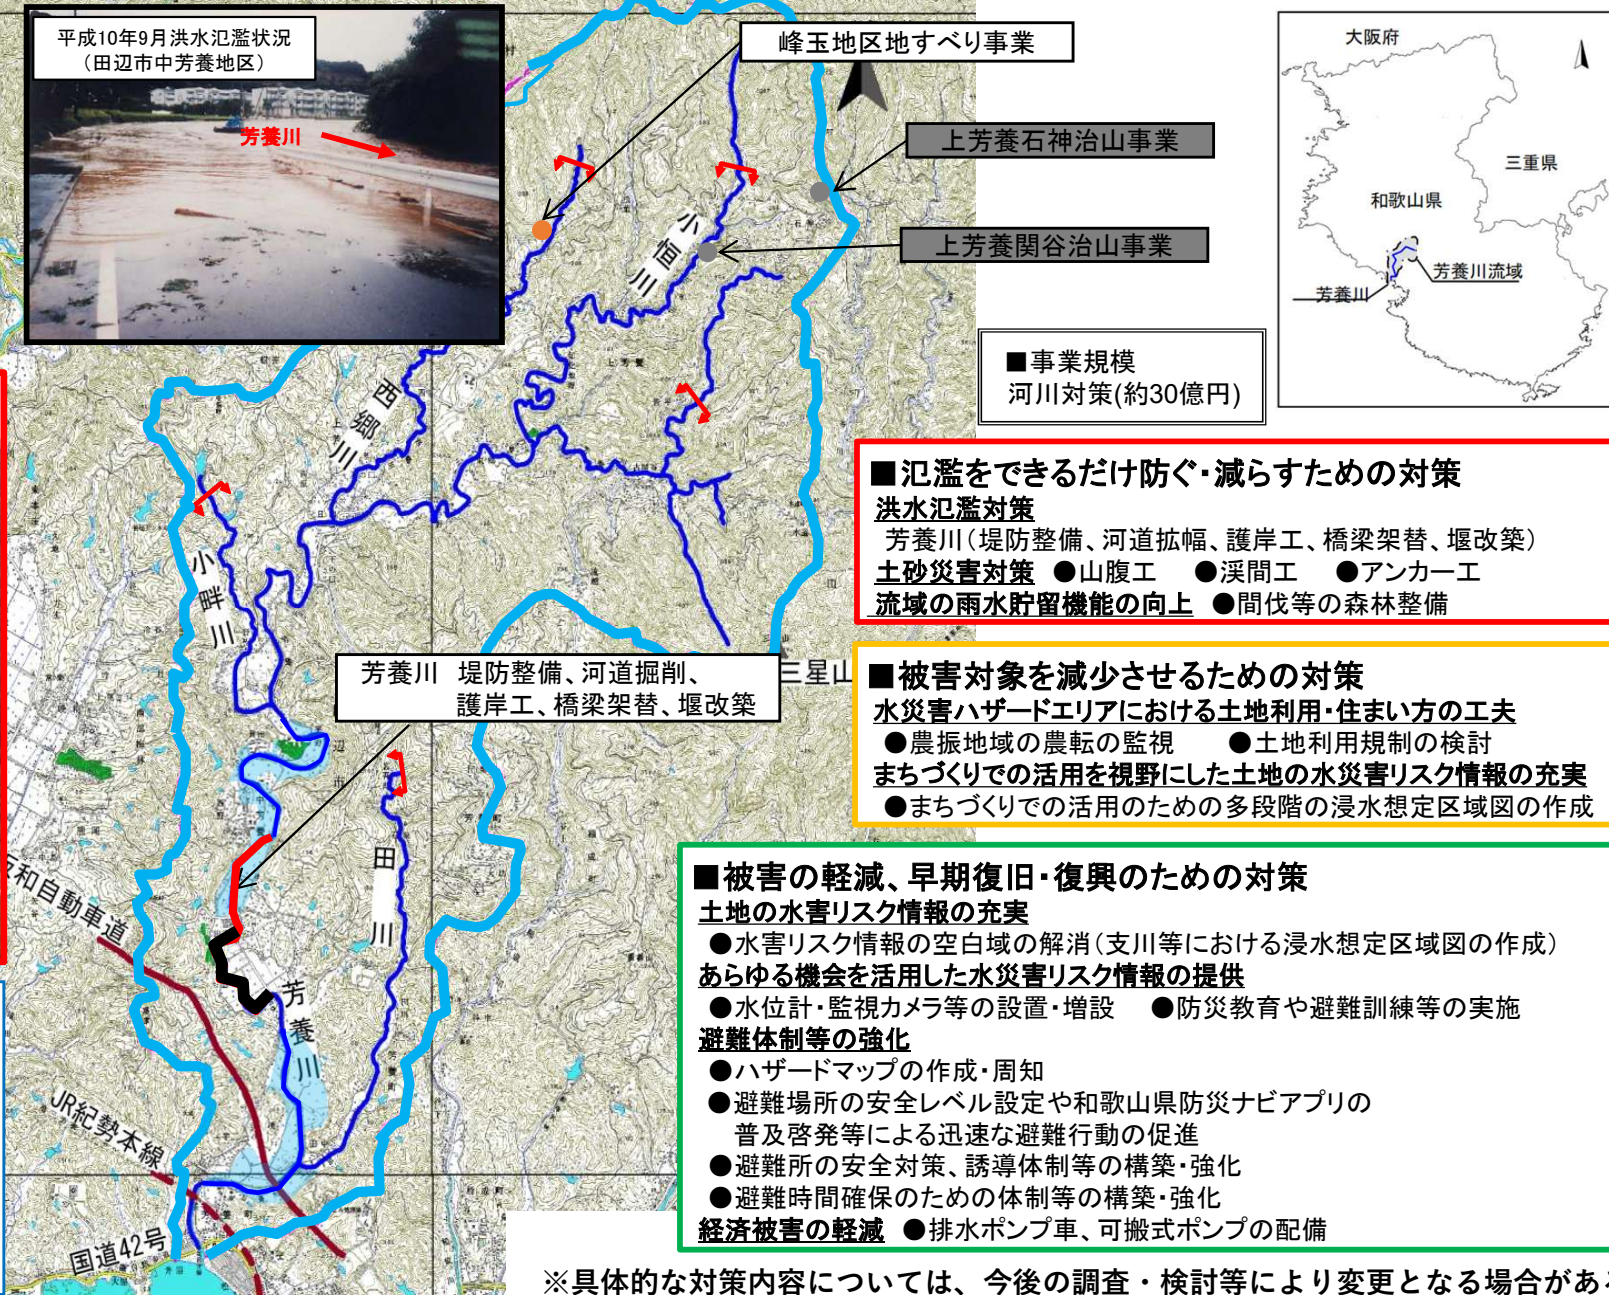 平成10年9月洪水氾濫状況
（田辺市中芳養地区）
芳養川
峰玉地区地すべり事業
上芳養石神治山事業
上芳養関谷治山事業
小恒川
西郷川
小畔川
田川
芳養川
三星山
芳養川 堤防整備、河道掘削、
護岸工、橋梁架替、堰改築
阪和自動車道
JR紀勢本線
国道42号
大阪府
三重県
和歌山県
芳養川流域
芳養川
■事業規模
河川対策(約30億円)
■氾濫をできるだけ防ぐ・減らすための対策
洪水氾濫対策
芳養川（堤防整備、河道拡幅、護岸工、橋梁架替、堰改築）
土砂災害対策 ●山腹工 ●渓間工 ●アンカー工
流域の雨水貯留機能の向上 ●間伐等の森林整備
■被害対象を減少させるための対策
水災害ハザードエリアにおける土地利用・住まい方の工夫
●農振地域の農転の監視 ●土地利用規制の検討
まちづくりでの活用を視野にした土地の水災害リスク情報の充実
●まちづくりでの活用のための多段階の浸水想定区域図の作成
■被害の軽減、早期復旧・復興のための対策
土地の水害リスク情報の充実
●水害リスク情報の空白域の解消（支川等における浸水想定区域図の作成）
あらゆる機会を活用した水災害リスク情報の提供
●水位計・監視カメラ等の設置・増設 ●防災教育や避難訓練等の実施
避難体制等の強化
●ハザードマップの作成・周知
●避難場所の安全レベル設定や和歌山県防災ナビアプリの
普及啓発等による迅速な避難行動の促進
●避難所の安全対策、誘導体制等の構築・強化
●避難時間確保のための体制等の構築・強化
経済被害の軽減 ●排水ポンプ車、可搬式ポンプの配備
※具体的な対策内容については、今後の調査・検討等により変更となる場合がある